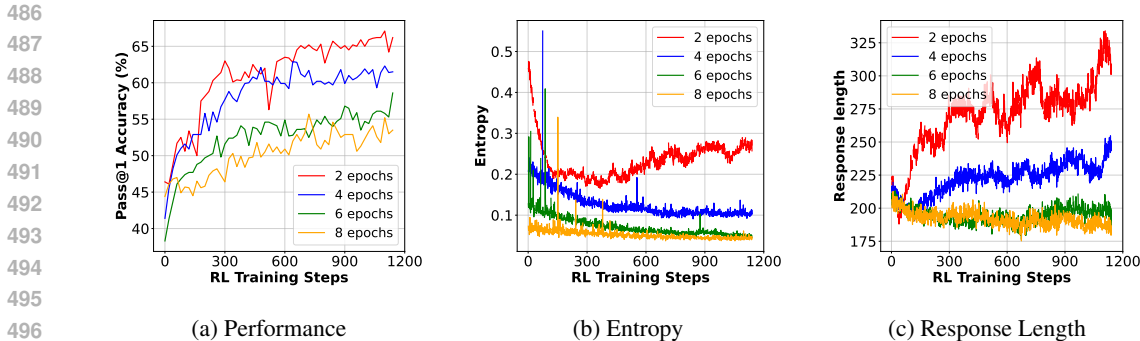 486
487
488
489
490
491
492
493
494
495
496
Pass@1 Accuracy (%)
65
60
55
50
45
40
2 epochs
4 epochs
6 epochs
8 epochs
0 300 600 900 1200
RL Training Steps
(a) Performance
Entropy
0.5
0.4
0.3
0.2
0.1
2 epochs
4 epochs
6 epochs
8 epochs
0 300 600 900 1200
RL Training Steps
(b) Entropy
Response length
325
300
275
250
225
200
175
2 epochs
4 epochs
6 epochs
8 epochs
0 300 600 900 1200
RL Training Steps
(c) Response Length